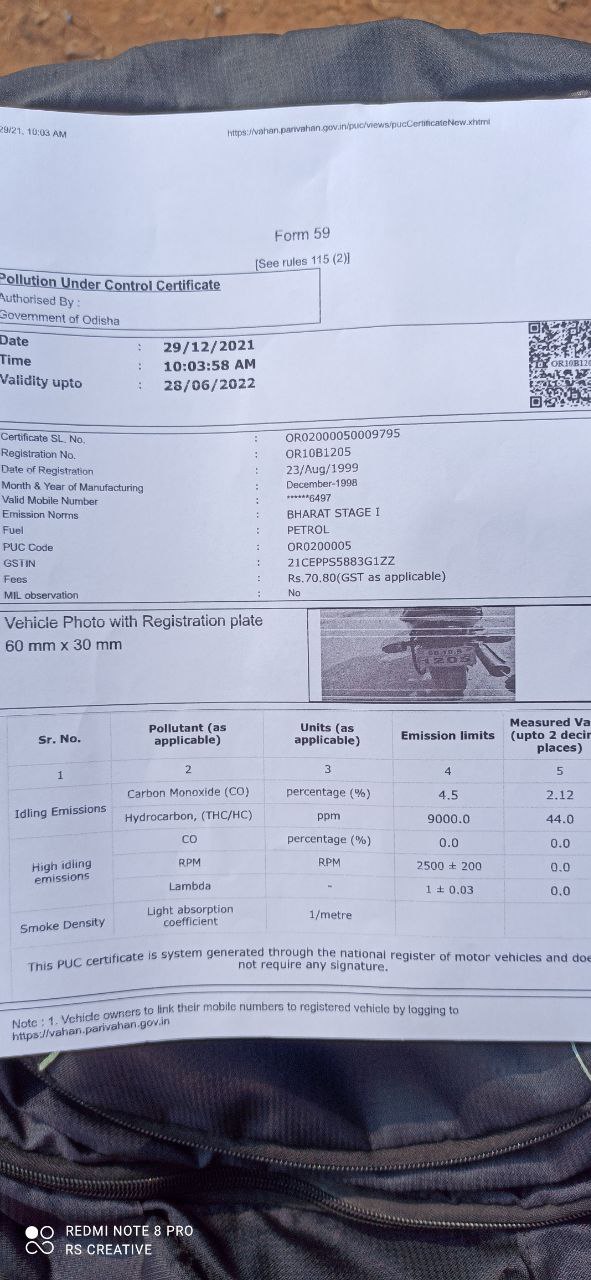 29/21, 10:03 AM https://vahan.parivahan.gov.in/puc/views/pucCertificateNew.xhtml
Form 59
[See rules 115 (2)]
Pollution Under Control Certificate
Authorised By :
Government of Odisha
Date : 29/12/2021
Time : 10:03:58 AM
Validity upto : 28/06/2022
OR10B120
Certificate SL. No. : OR02000050009795
Registration No. : OR10B1205
Date of Registration : 23/Aug/1999
Month & Year of Manufacturing : December-1998
Valid Mobile Number : ******6497
Emission Norms : BHARAT STAGE I
Fuel : PETROL
PUC Code : OR0200005
GSTIN : 21CEPPS5883G1ZZ
Fees : Rs.70.80(GST as applicable)
MIL observation : No
Vehicle Photo with Registration plate
60 mm x 30 mm
1205
Sr. No. Pollutant (as applicable) Units (as applicable) Emission limits Measured Va (upto 2 decim places)
1 2 3 4 5
Idling Emissions Carbon Monoxide (CO) percentage (%) 4.5 2.12
Hydrocarbon, (THC/HC) ppm 9000.0 44.0
High idling emissions CO percentage (%) 0.0 0.0
RPM RPM 2500 ± 200 0.0
Lambda - 1 ± 0.03 0.0
Smoke Density Light absorption coefficient 1/metre
This PUC certificate is system generated through the national register of motor vehicles and doe
not require any signature.
Note : 1. Vehicle owners to link their mobile numbers to registered vehicle by logging to
https://vahan.parivahan.gov.in
REDMI NOTE 8 PRO
RS CREATIVE